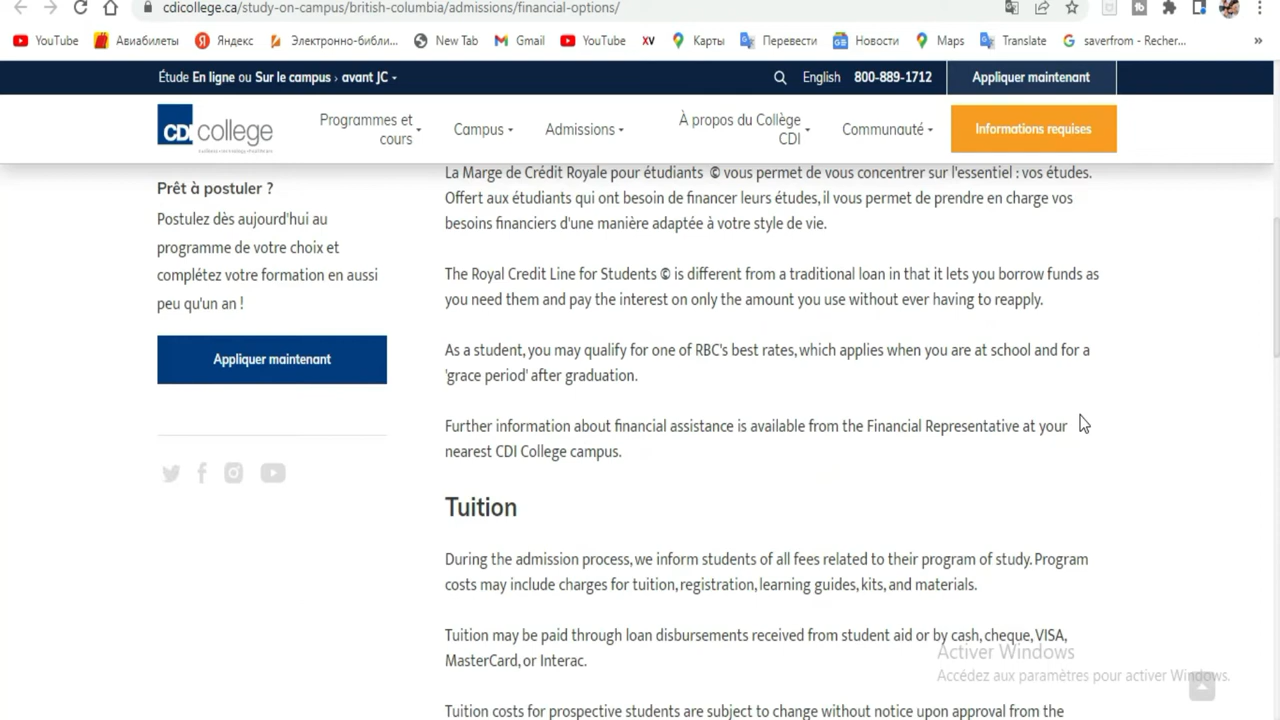 cdicollege.ca/study-on-campus/british-columbia/admissions/financial-options/
YouTube
Авиабилеты
Яндекс
Электронно-библи...
New Tab
Gmail
YouTube
XV
Карты
Перевести
Новости
Maps
Translate
saverfrom - Recher...
»
Étude En ligne ou Sur le campus › avant JC
English
800-889-1712
Appliquer maintenant
CDI college
Programmes et
cours
Campus
Admissions
À propos du Collège
CDI
Communauté
Informations requises
Prêt à postuler ?
Postulez dès aujourd'hui au
programme de votre choix et
complétez votre formation en aussi
peu qu'un an !
Appliquer maintenant
La Marge de Crédit Royale pour étudiants © vous permet de vous concentrer sur l'essentiel : vos études.
Offert aux étudiants qui ont besoin de financer leurs études, il vous permet de prendre en charge vos
besoins financiers d'une manière adaptée à votre style de vie.
The Royal Credit Line for Students © is different from a traditional loan in that it lets you borrow funds as
you need them and pay the interest on only the amount you use without ever having to reapply.
As a student, you may qualify for one of RBC's best rates, which applies when you are at school and for a
'grace period' after graduation.
Further information about financial assistance is available from the Financial Representative at your
nearest CDI College campus.
Tuition
During the admission process, we inform students of all fees related to their program of study. Program
costs may include charges for tuition, registration, learning guides, kits, and materials.
Tuition may be paid through loan disbursements received from student aid or by cash, cheque, VISA,
MasterCard, or Interac.
Tuition costs for prospective students are subject to change without notice upon approval from the
Activer Windows
Accédez aux paramètres pour activer Windows.